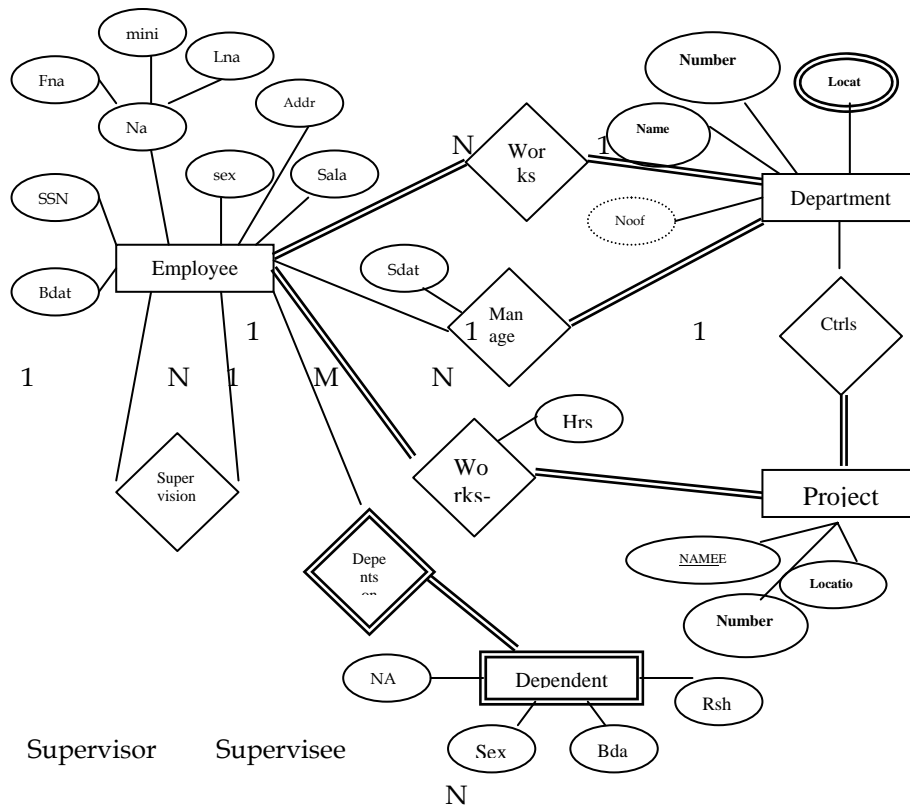 mini
Lna
Fna
Na
Addr
Number
Locat
Name
N
1
Wor
ks
sex
Sala
SSN
Noof
Department
Employee
Sdat
Bdat
Man
age
1
1
1
Ctrls
1
N
1
M
N
Hrs
Super
vision
Wo
rks-
Project
Depe
nts
on
NAMEE
Locatio
Number
NA
Dependent
Rsh
Sex
Bda
Supervisor
Supervisee
N